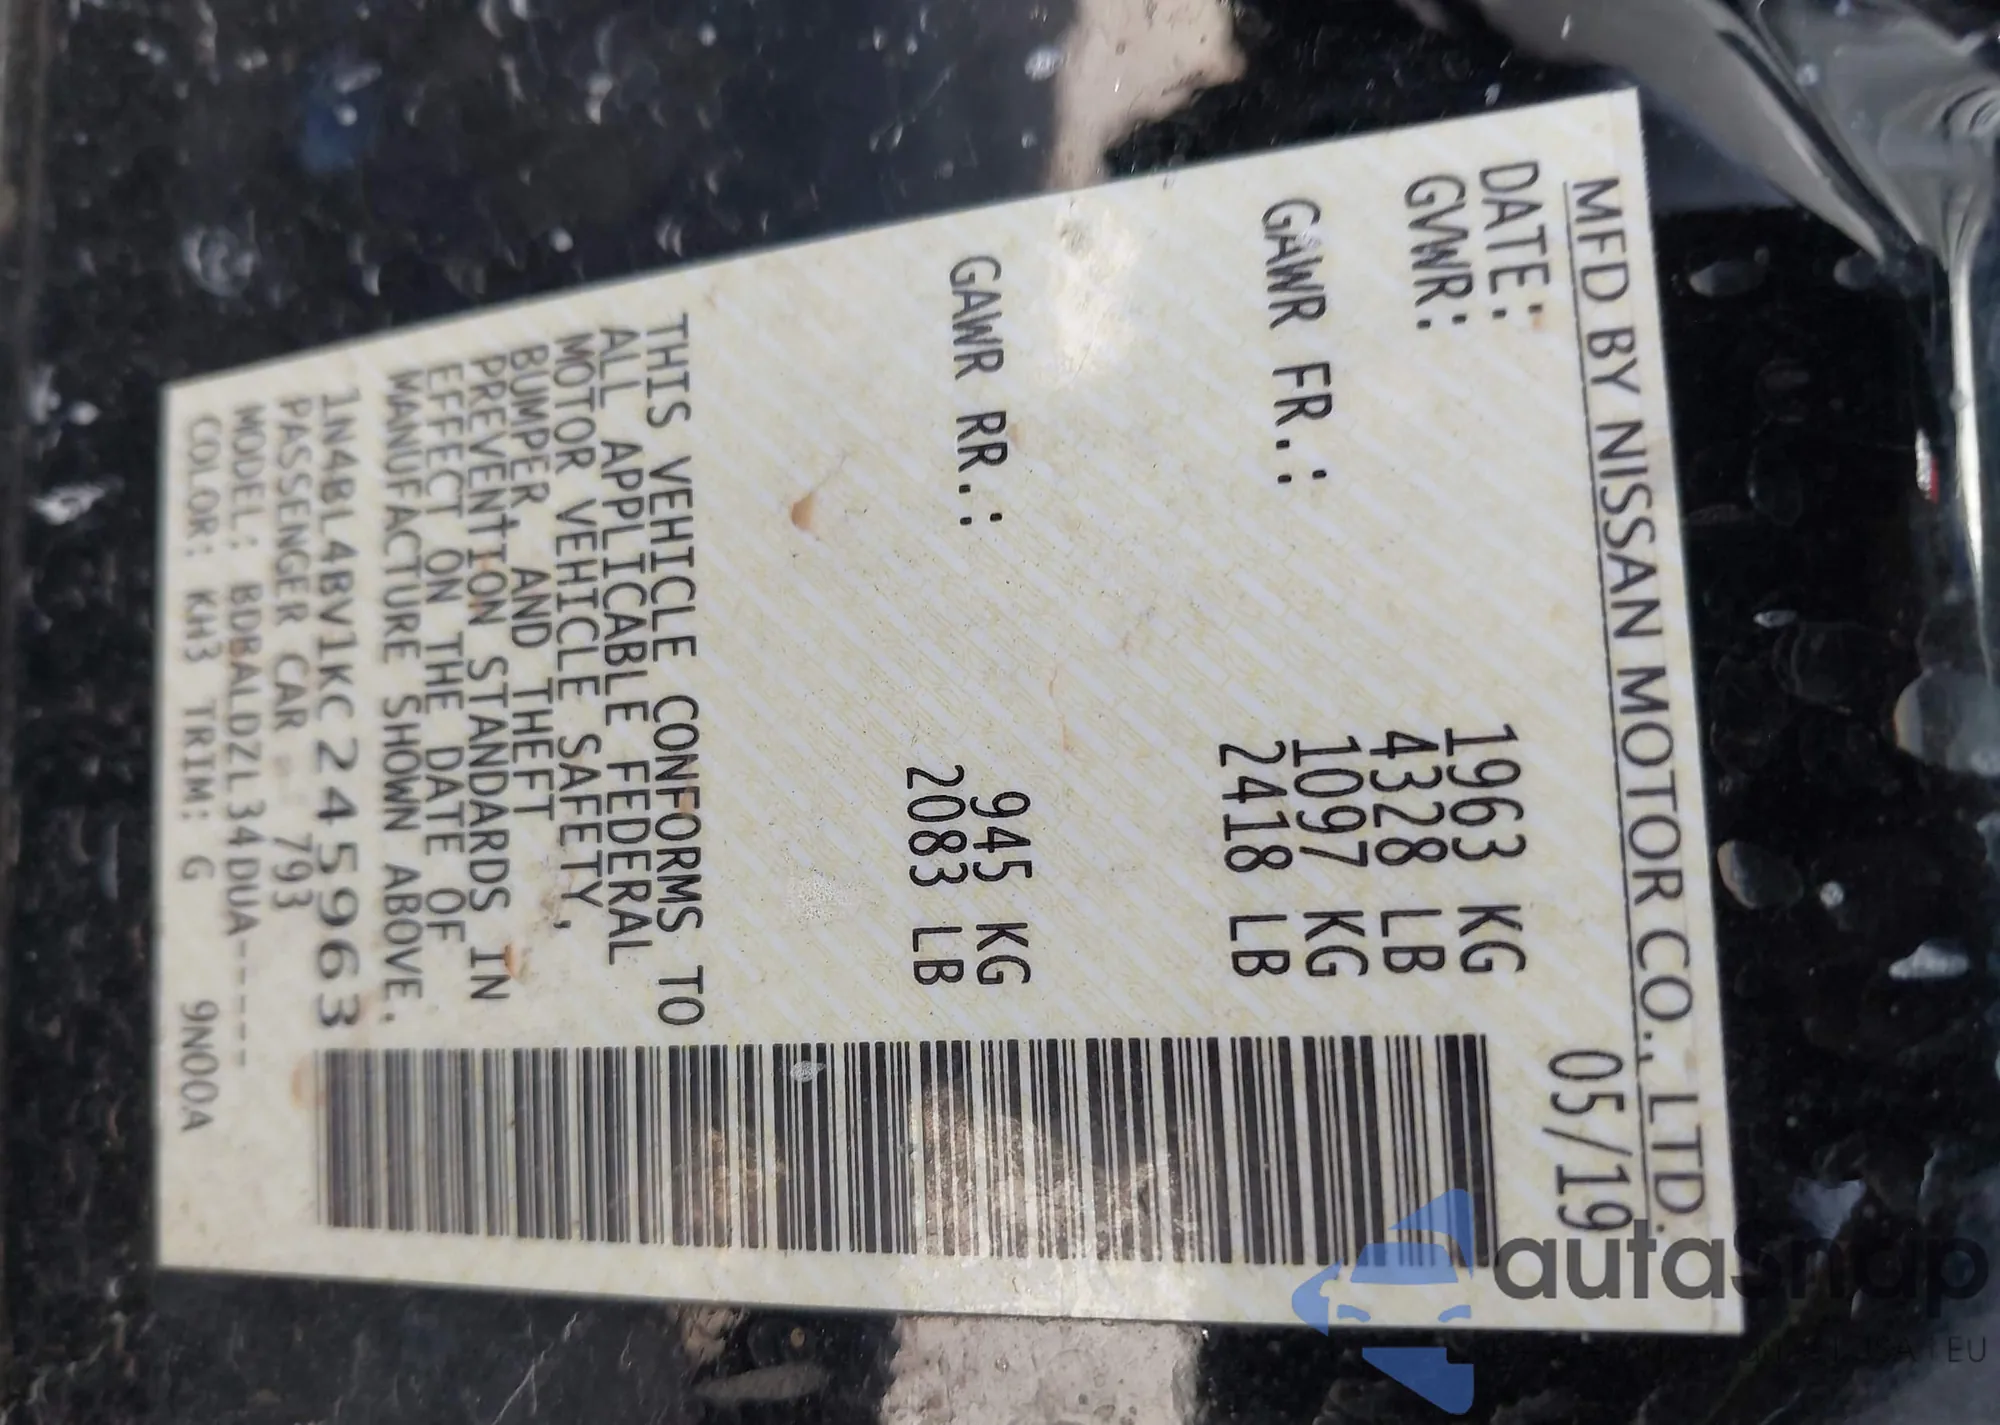 MFD BY NISSAN MOTOR CO., LTD.
DATE: 05/19
GVWR: 1963 KG
4328 LB
GAWR FR.: 1097 KG
2418 LB
GAWR RR.: 945 KG
2083 LB
THIS VEHICLE CONFORMS TO
ALL APPLICABLE FEDERAL
MOTOR VEHICLE SAFETY,
BUMPER, AND THEFT
PREVENTION STANDARDS IN
EFFECT ON THE DATE OF
MANUFACTURE SHOWN ABOVE.
1N4BL4BV1KC245963
PASSENGER CAR 793
MODEL: BDBALDZL34DUA-----
COLOR: KH3 TRIM: G 9N00A
autasnap
EU